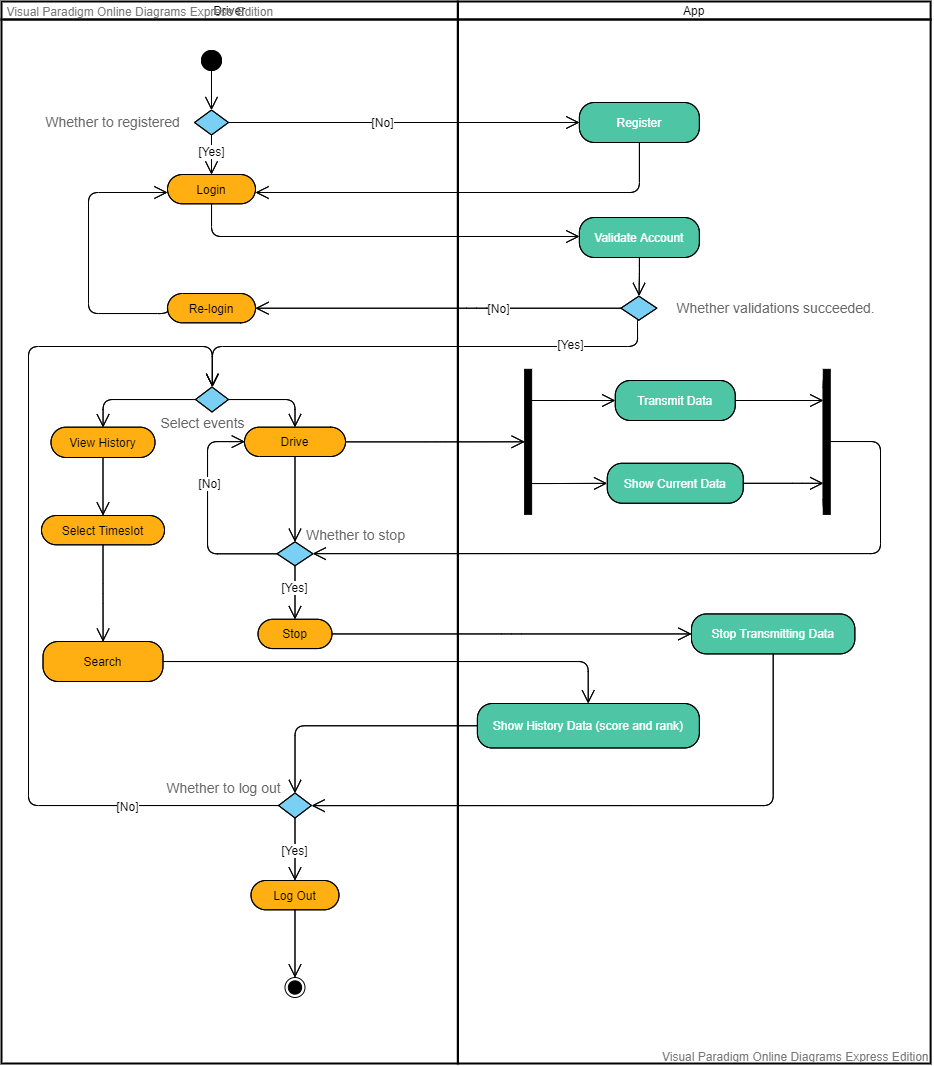 Visual Paradigm Online Diagrams Express Edition
Driver
App
Whether to registered
[No]
Register
[Yes]
Login
Validate Account
Re-login
[No]
Whether validations succeeded.
[Yes]
Select events
Transmit Data
View History
Drive
[No]
Show Current Data
Select Timeslot
Whether to stop
[Yes]
Stop
Stop Transmitting Data
Search
Show History Data (score and rank)
Whether to log out
[No]
[Yes]
Log Out
Visual Paradigm Online Diagrams Express Edition